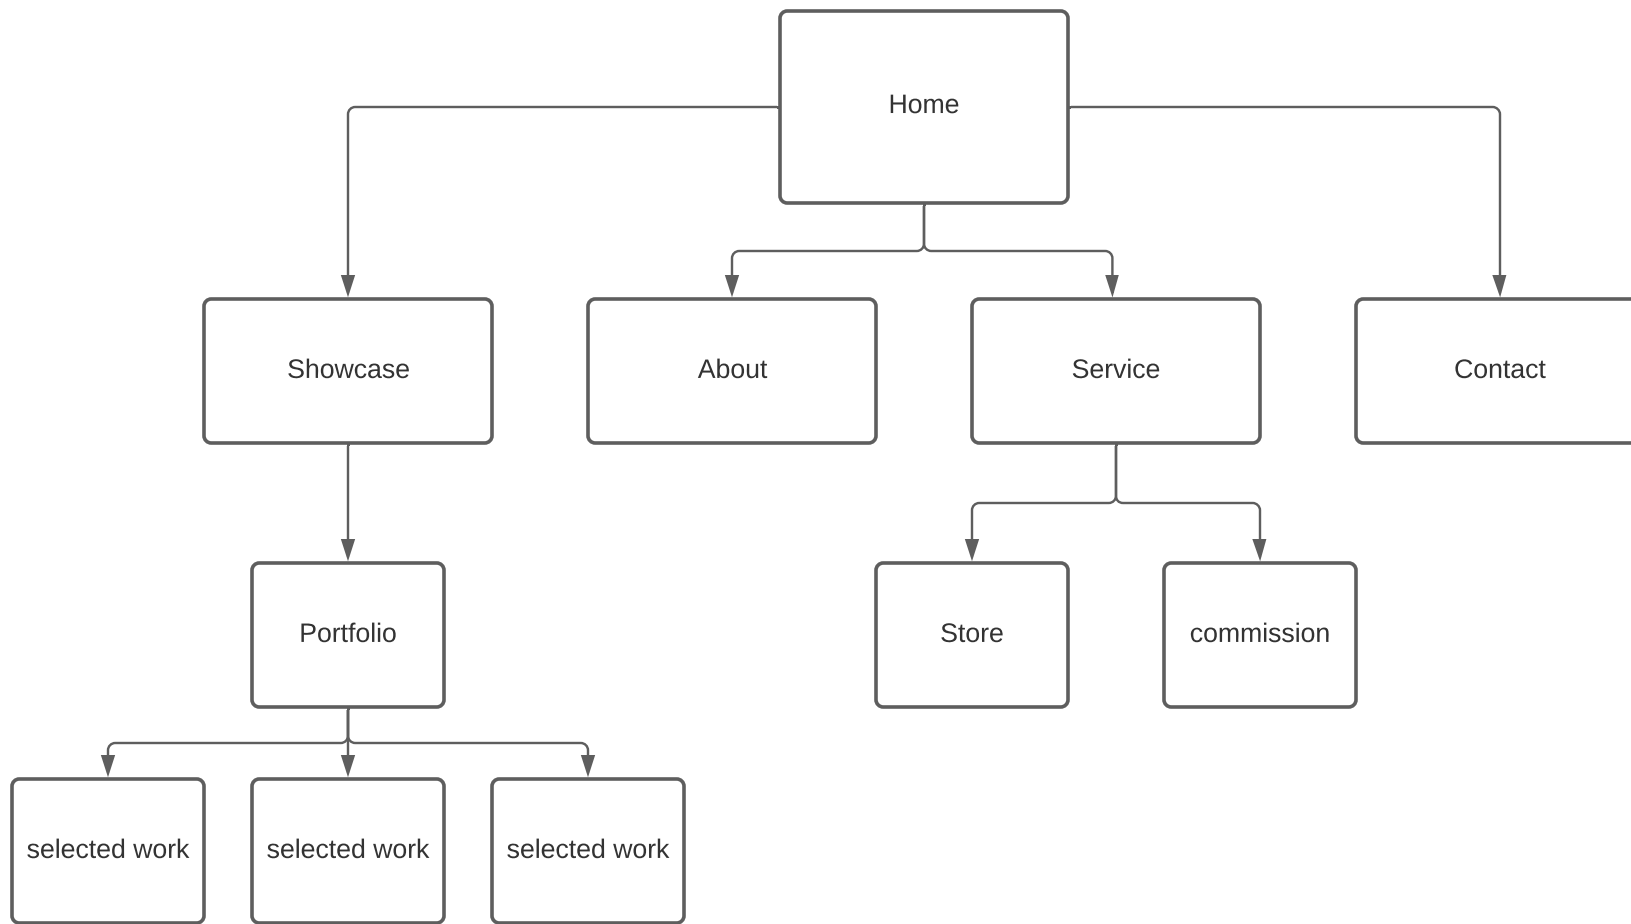 Home
Showcase
About
Service
Contact
Portfolio
Store
commission
selected work
selected work
selected work